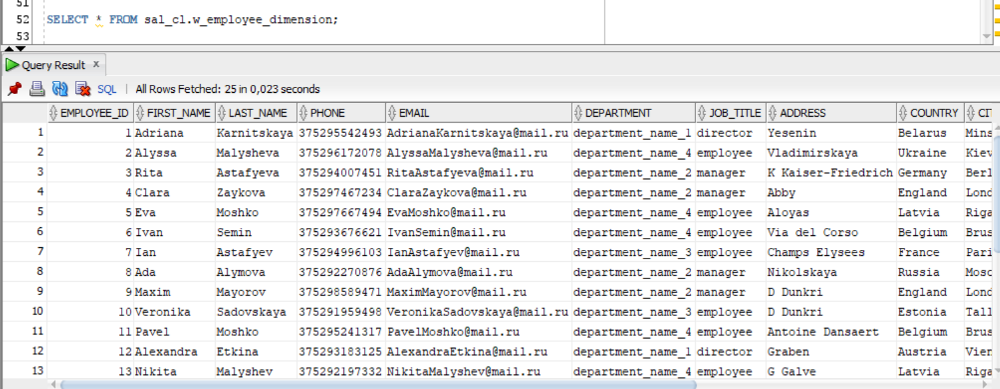 51
52 SELECT * FROM sal_cl.w_employee_dimension;
53
Query Result x
SQL | All Rows Fetched: 25 in 0,023 seconds
EMPLOYEE_ID FIRST_NAME LAST_NAME PHONE EMAIL DEPARTMENT JOB_TITLE ADDRESS COUNTRY CIT
1 1 Adriana Karnitskaya 375295542493 AdrianaKarnitskaya@mail.ru department_name_1 director Yesenin Belarus Mins
2 2 Alyssa Malysheva 375296172078 AlyssaMalysheva@mail.ru department_name_4 employee Vladimirskaya Ukraine Kiev
3 3 Rita Astafyeva 375294007451 RitaAstafyeva@mail.ru department_name_2 manager K Kaiser-Friedrich Germany Berl
4 4 Clara Zaykova 375297467234 ClaraZaykova@mail.ru department_name_2 manager Abby England Lond
5 5 Eva Moshko 375297667494 EvaMoshko@mail.ru department_name_4 employee Aloyas Latvia Riga
6 6 Ivan Semin 375293676621 IvanSemin@mail.ru department_name_4 employee Via del Corso Belgium Brus
7 7 Ian Astafyev 375294996103 IanAstafyev@mail.ru department_name_3 employee Champs Elysees France Pari
8 8 Ada Alymova 375292270876 AdaAlymova@mail.ru department_name_2 manager Nikolskaya Russia Mosc
9 9 Maxim Mayorov 375298589471 MaximMayorov@mail.ru department_name_2 manager D Dunkri England Lond
10 10 Veronika Sadovskaya 375291959498 VeronikaSadovskaya@mail.ru department_name_3 employee D Dunkri Estonia Tall
11 11 Pavel Moshko 375295241317 PavelMoshko@mail.ru department_name_4 employee Antoine Dansaert Belgium Brus
12 12 Alexandra Etkina 375293183125 AlexandraEtkina@mail.ru department_name_1 director Graben Austria Vien
13 13 Nikita Malyshev 375292197332 NikitaMalyshev@mail.ru department_name_4 employee G Galve Latvia Riga